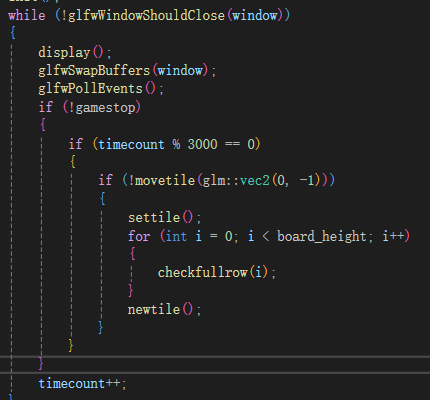 while (!glfwWindowShouldClose(window))
{
display();
glfwSwapBuffers(window);
glfwPollEvents();
if (!gamestop)
{
if (timecount % 3000 == 0)
{
if (!movetile(glm::vec2(0, -1)))
{
settile();
for (int i = 0; i < board_height; i++)
{
checkfullrow(i);
}
newtile();
}
}
}
timecount++;